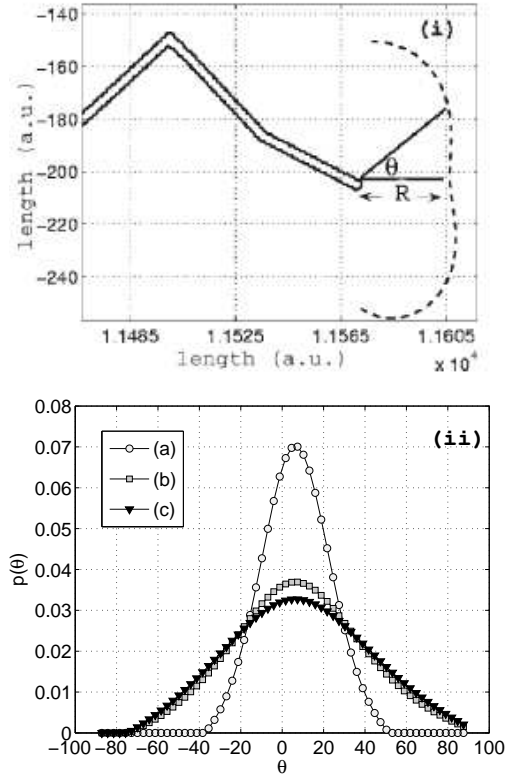 (i)
−140
−160
−180
−200
−220
−240
length (a.u.)
θ
R
1.1485 1.1525 1.1565 1.1605
length (a.u.)
x 10⁴
(ii)
0.08
0.07
0.06
0.05
0.04
0.03
0.02
0.01
0
p(θ)
(a)
(b)
(c)
−100 −80 −60 −40 −20 0 20 40 60 80 100
θ